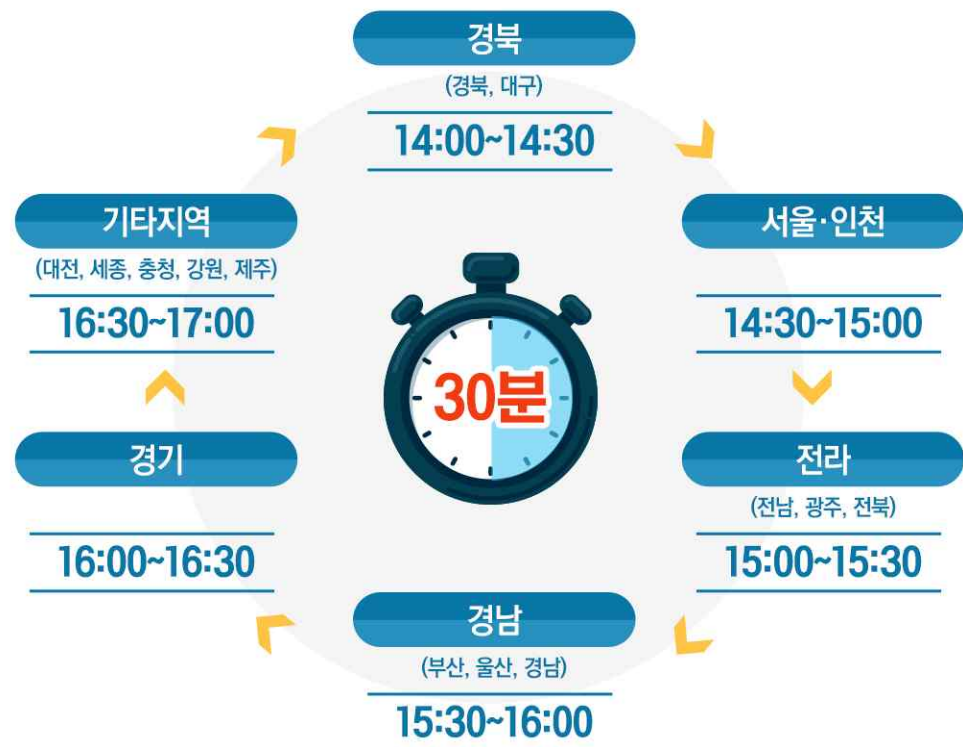 경북
(경북, 대구)
14:00~14:30
서울·인천
14:30~15:00
전라
(전남, 광주, 전북)
15:00~15:30
경남
(부산, 울산, 경남)
15:30~16:00
경기
16:00~16:30
기타지역
(대전, 세종, 충청, 강원, 제주)
16:30~17:00
30분